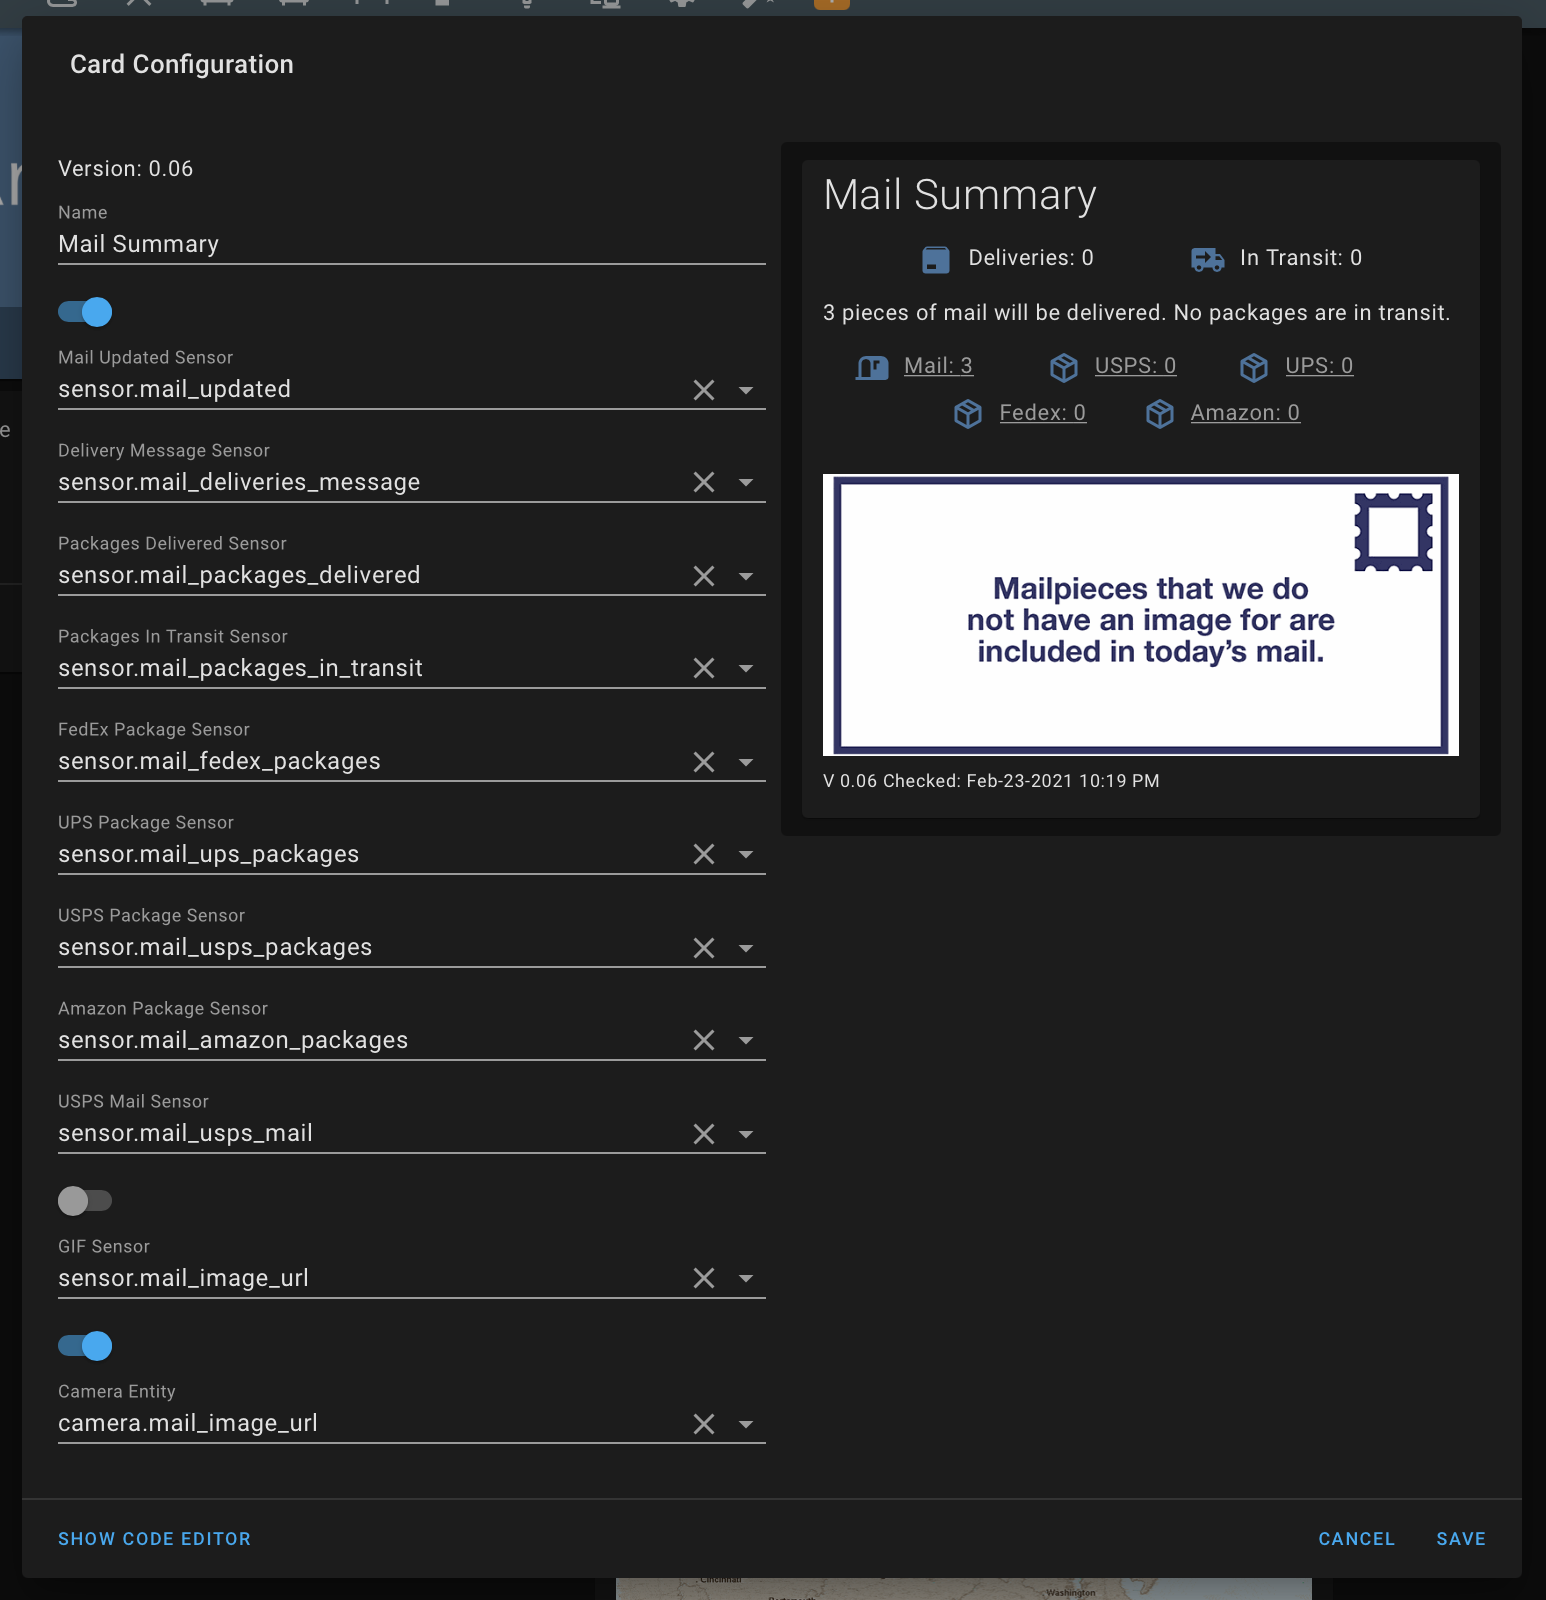 Card Configuration
Version: 0.06
Name
Mail Summary
Mail Updated Sensor
sensor.mail_updated
Delivery Message Sensor
sensor.mail_deliveries_message
Packages Delivered Sensor
sensor.mail_packages_delivered
Packages In Transit Sensor
sensor.mail_packages_in_transit
FedEx Package Sensor
sensor.mail_fedex_packages
UPS Package Sensor
sensor.mail_ups_packages
USPS Package Sensor
sensor.mail_usps_packages
Amazon Package Sensor
sensor.mail_amazon_packages
USPS Mail Sensor
sensor.mail_usps_mail
GIF Sensor
sensor.mail_image_url
Camera Entity
camera.mail_image_url
Mail Summary
Deliveries: 0 In Transit: 0
3 pieces of mail will be delivered. No packages are in transit.
Mail: 3 USPS: 0 UPS: 0
Fedex: 0 Amazon: 0
Mailpieces that we do
not have an image for are
included in today's mail.
V 0.06 Checked: Feb-23-2021 10:19 PM
SHOW CODE EDITOR CANCEL SAVE
Washington